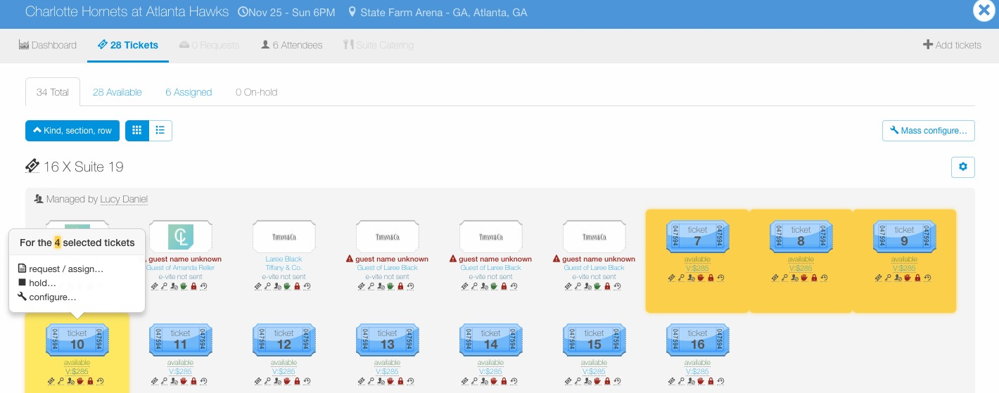 Charlotte Hornets at Atlanta Hawks Nov 25 - Sun 6PM State Farm Arena - GA, Atlanta, GA
Dashboard 28 Tickets 0 Requests 6 Attendees Suite Catering Add tickets
34 Total 28 Available 6 Assigned 0 On-hold
Kind, section, row Mass configure...
16 X Suite 19
Managed by Lucy Daniel
For the 4 selected tickets
request / assign...
hold...
configure...
CL
guest name unknown
Guest of Amanda Reller
e-vite not sent
TIFFANY & CO.
Laree Black
Tiffany & Co.
e-vite not sent
TIFFANY & CO.
guest name unknown
Guest of Laree Black
e-vite not sent
TIFFANY & CO.
guest name unknown
Guest of Laree Black
e-vite not sent
TIFFANY & CO.
guest name unknown
Guest of Laree Black
e-vite not sent
047594 ticket 047594
7
available
V:$285
047594 ticket 047594
8
available
V:$285
047594 ticket 047594
9
available
V:$285
047594 ticket 047594
10
available
V:$285
047594 ticket 047594
11
available
V:$285
047594 ticket 047594
12
available
V:$285
047594 ticket 047594
13
available
V:$285
047594 ticket 047594
14
available
V:$285
047594 ticket 047594
15
available
V:$285
047594 ticket 047594
16
available
V:$285